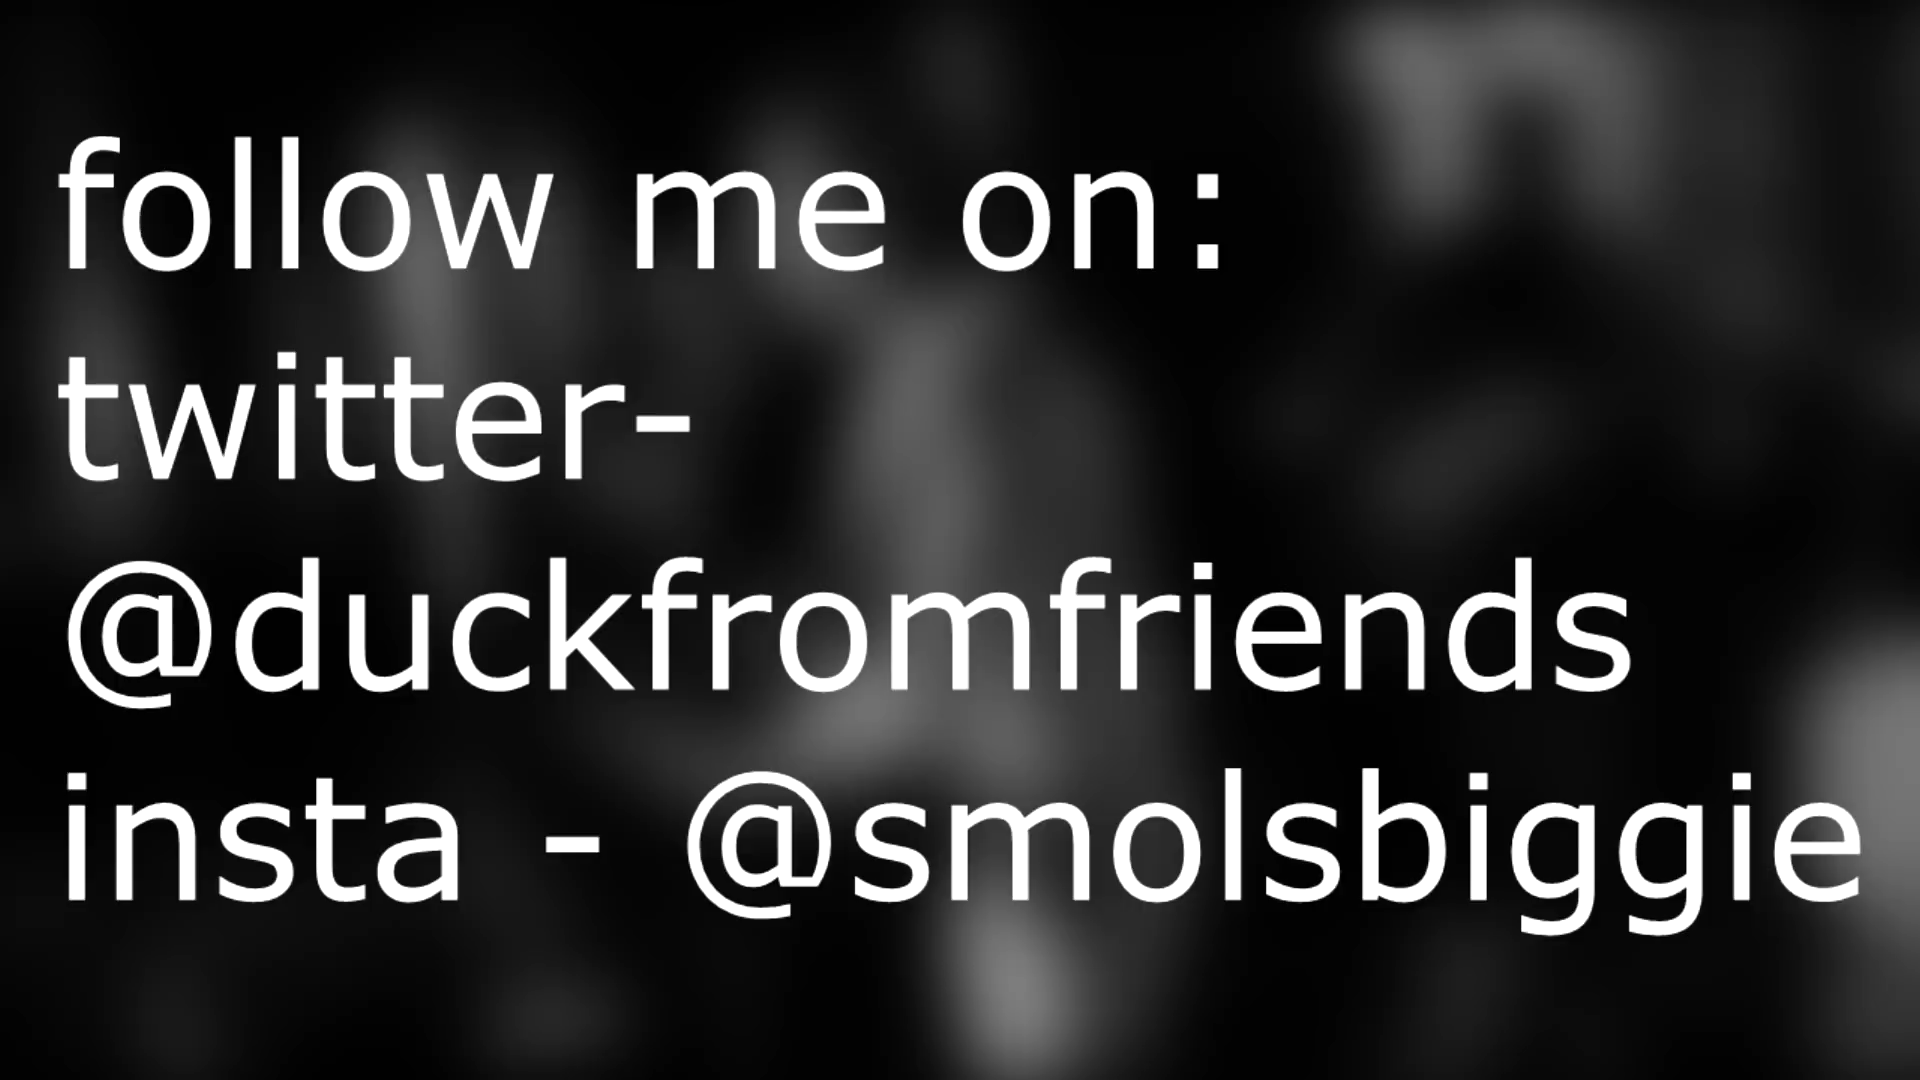 follow me on:
twitter-
@duckfromfriends
insta - @smolsbiggie